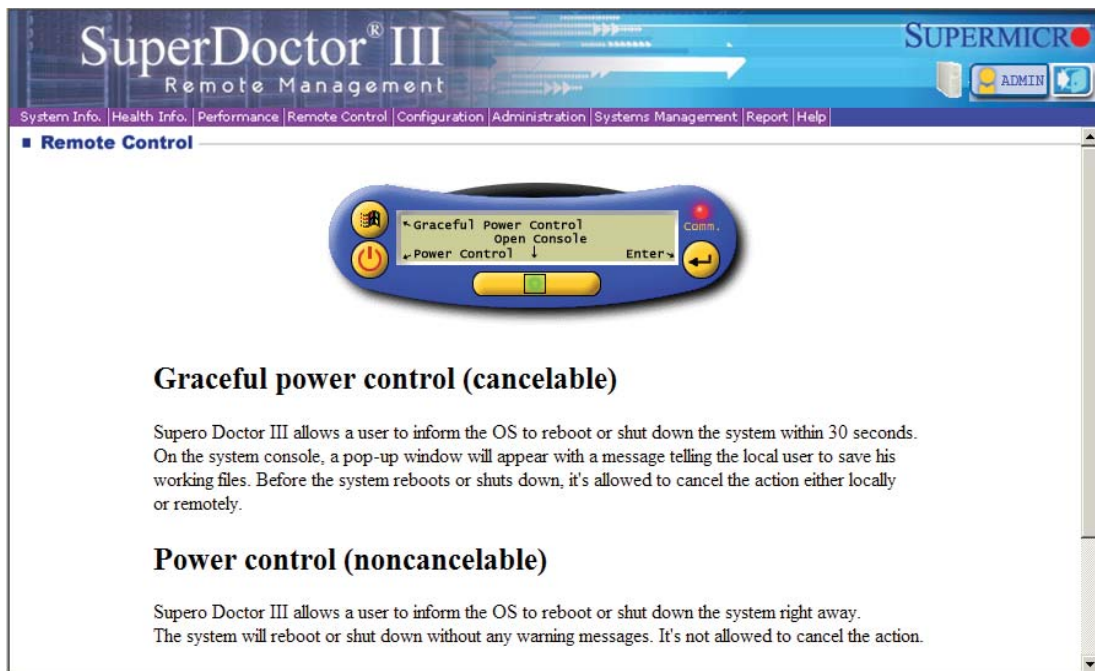 SuperDoctor® III
Remote Management
SUPERMICRO
ADMIN
System Info. Health Info. Performance Remote Control Configuration Administration Systems Management Report Help
Remote Control
Graceful Power Control
Open Console
Power Control ↓ Enter
Comm.
Graceful power control (cancelable)
Supero Doctor III allows a user to inform the OS to reboot or shut down the system within 30 seconds.
On the system console, a pop-up window will appear with a message telling the local user to save his
working files. Before the system reboots or shuts down, it's allowed to cancel the action either locally
or remotely.
Power control (noncancelable)
Supero Doctor III allows a user to inform the OS to reboot or shut down the system right away.
The system will reboot or shut down without any warning messages. It's not allowed to cancel the action.